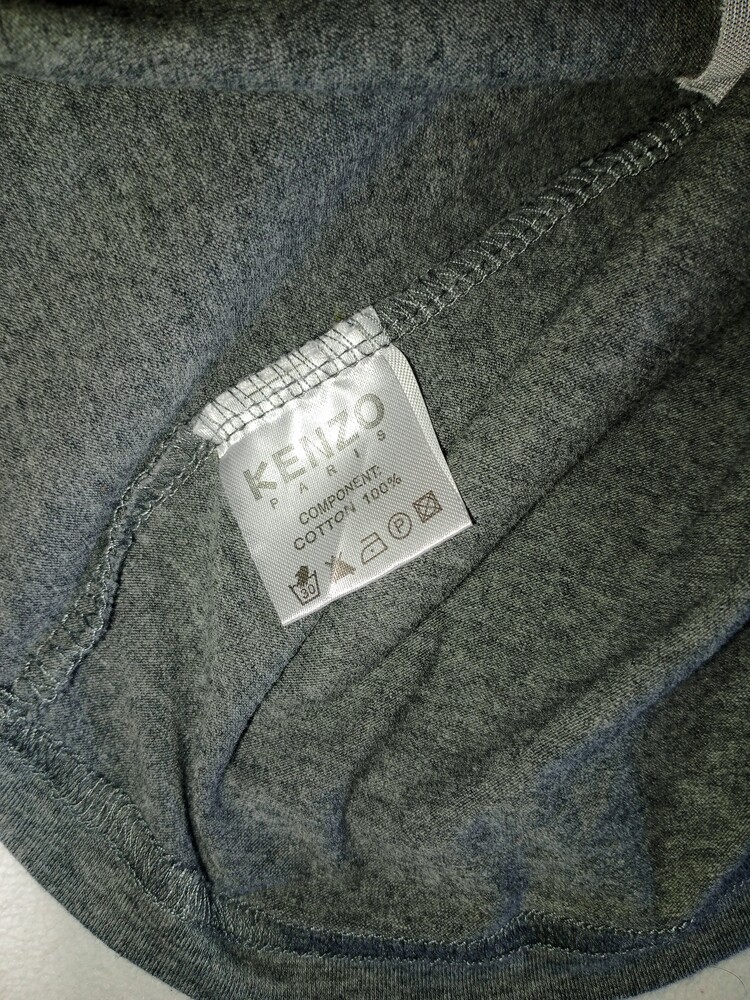 KENZO
PARIS
COMPONENT:
COTTON 100%
30 P